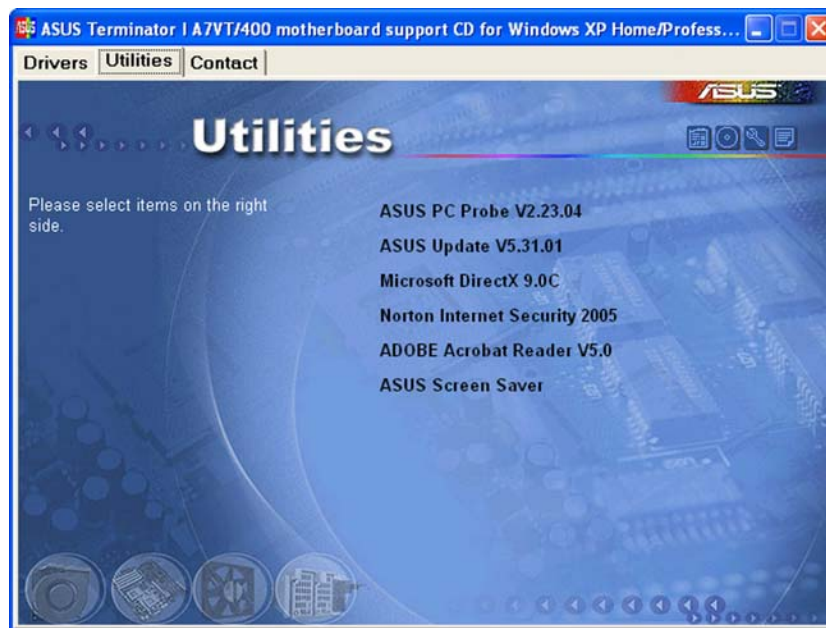 ASUS Terminator I A7VT/400 motherboard support CD for Windows XP Home/Profess...
Drivers Utilities Contact
ASUS
Utilities
Please select items on the right
side.
ASUS PC Probe V2.23.04
ASUS Update V5.31.01
Microsoft DirectX 9.0C
Norton Internet Security 2005
ADOBE Acrobat Reader V5.0
ASUS Screen Saver